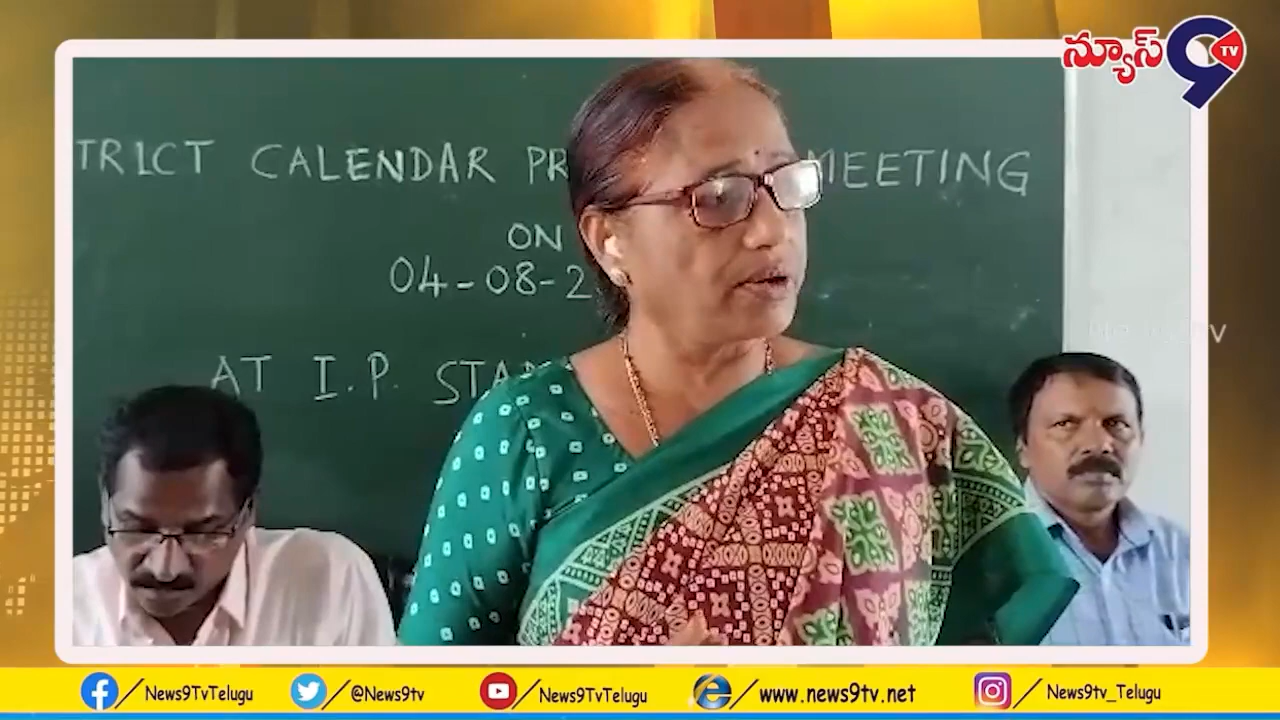 న్యూస్ 9 TV
TRICT CALENDAR PR MEETING
ON
04-08-2
AT I.P. STA
News9TvTelugu
@News9tv
News9TvTelugu
www.news9tv.net
News9tv_Telugu